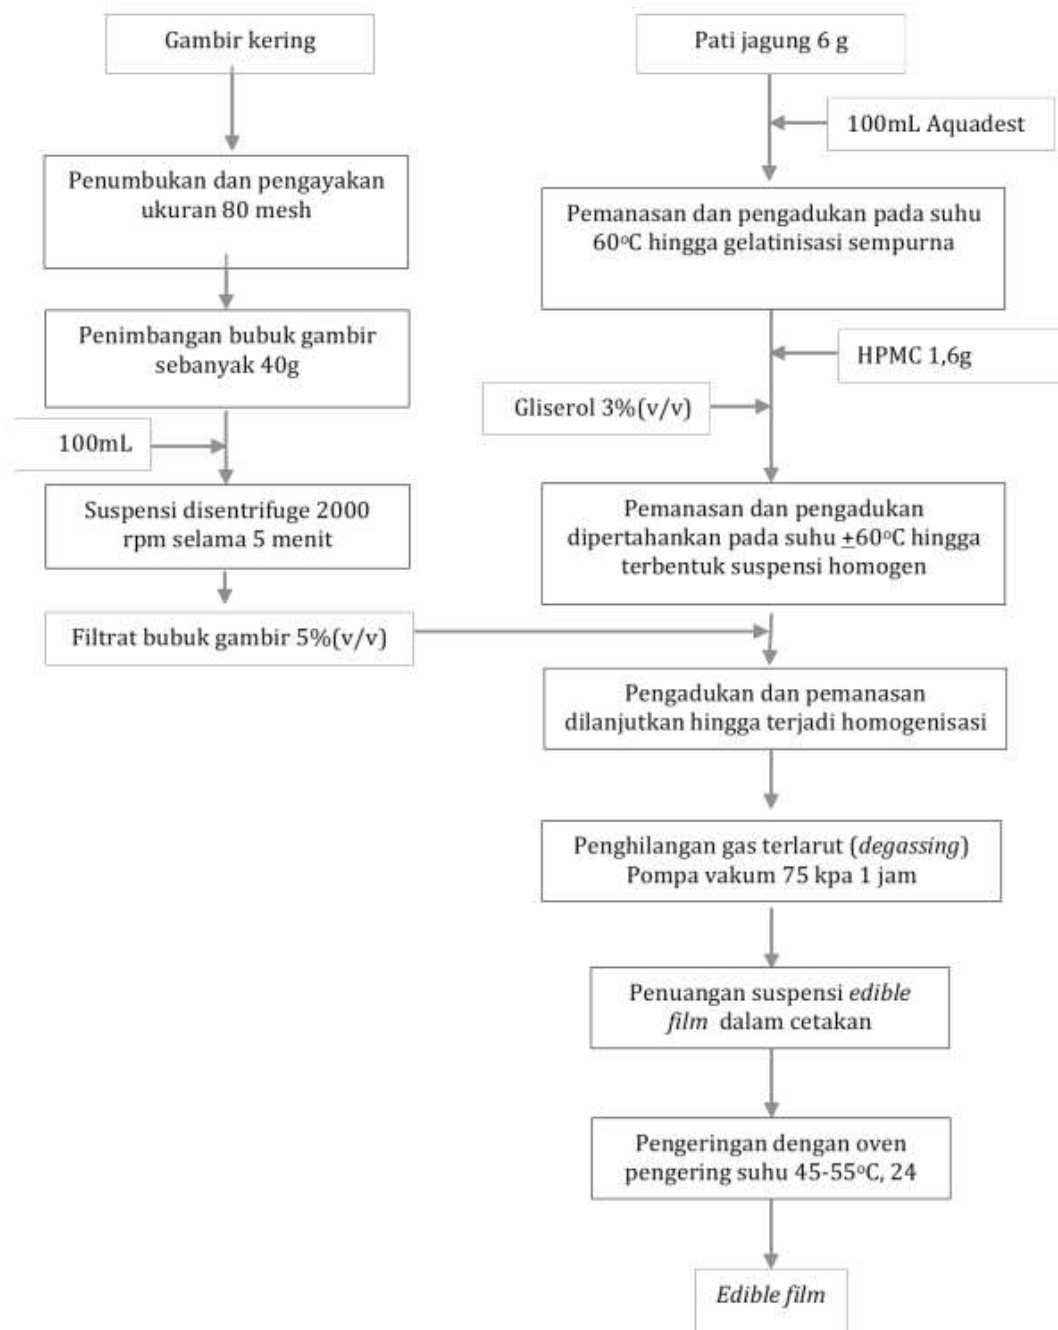 Gambir kering
Penumbukan dan pengayakan
ukuran 80 mesh
Penimbangan bubuk gambir
sebanyak 40g
100mL
Suspensi disentrifuge 2000
rpm selama 5 menit
Filtrat bubuk gambir 5%(v/v)
Pati jagung 6 g
100mL Aquadest
Pemanasan dan pengadukan pada suhu
60°C hingga gelatinisasi sempurna
HPMC 1,6g
Gliserol 3%(v/v)
Pemanasan dan pengadukan
dipertahankan pada suhu ±60°C hingga
terbentuk suspensi homogen
Pengadukan dan pemanasan
dilanjutkan hingga terjadi homogenisasi
Penghilangan gas terlarut (degassing)
Pompa vakum 75 kpa 1 jam
Penuangan suspensi edible
film dalam cetakan
Pengeringan dengan oven
pengering suhu 45-55°C, 24
Edible film